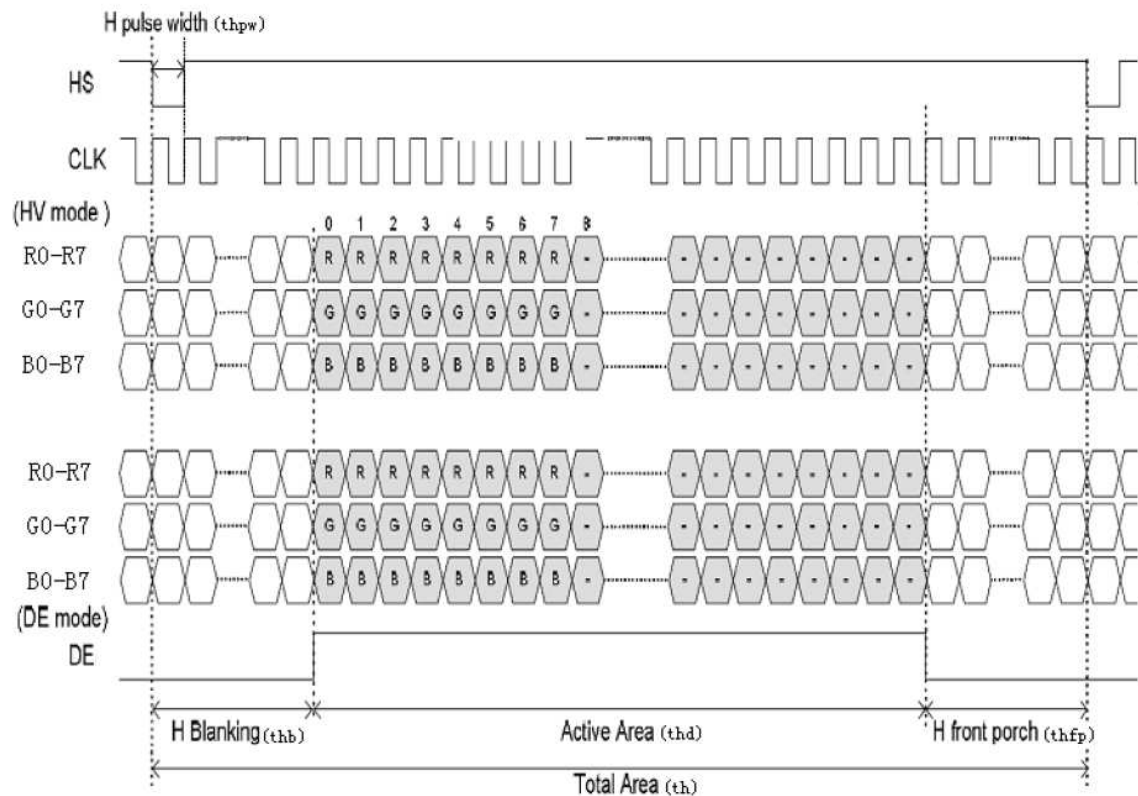 H pulse width (thpw)
HS
CLK
(HV mode )
0 1 2 3 4 5 6 7 8
R0-R7 R R R R R R R R - - - - - - - - -
G0-G7 G G G G G G G G - - - - - - - - -
B0-B7 B B B B B B B B - - - - - - - - -
R0-R7 R R R R R R R R - - - - - - - - -
G0-G7 G G G G G G G G - - - - - - - - -
B0-B7 B B B B B B B B - - - - - - - - -
(DE mode)
DE
H Blanking (thb) Active Area (thd) H front porch (thfp)
Total Area (th)